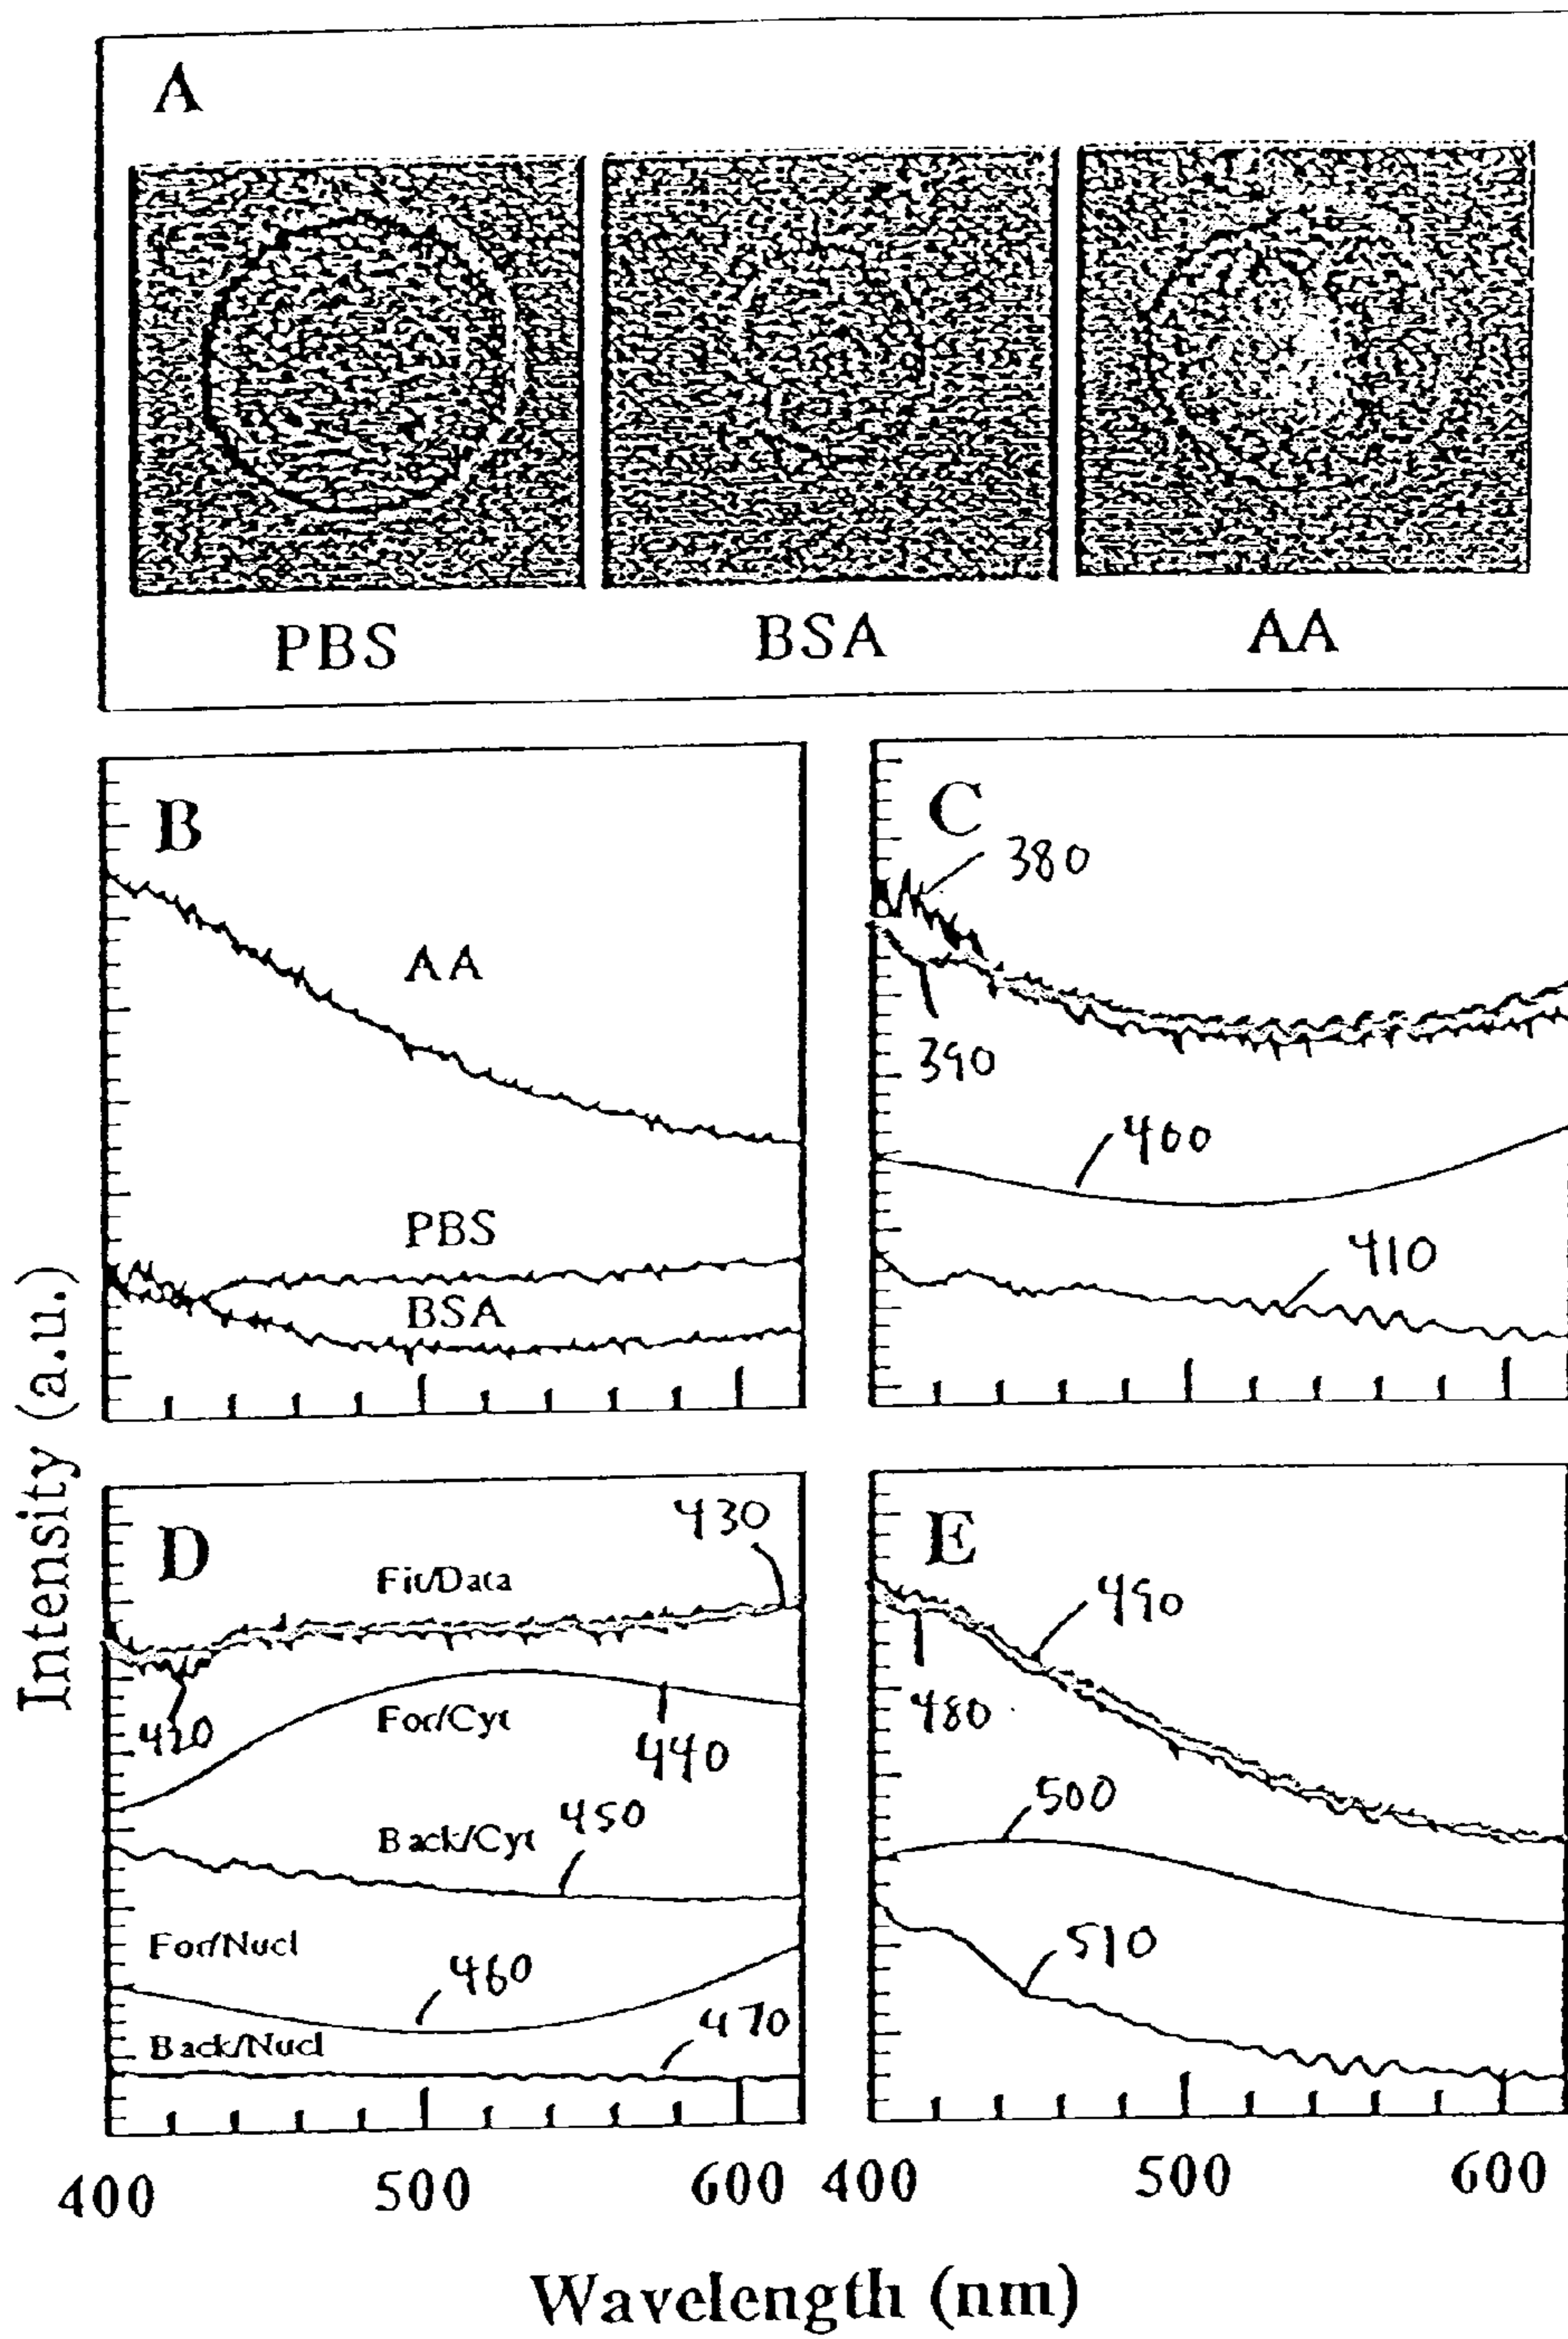 A
PBS
BSA
AA
B
AA
PBS
BSA
C
380
390
400
410
Intensity (a.u.)
D
430
Fit/Data
420
For/Cyt
440
450
Back/Cyt
For/Nucl
460
470
Back/Nucl
E
490
480
500
510
400 500 600 400 500 600
Wavelength (nm)